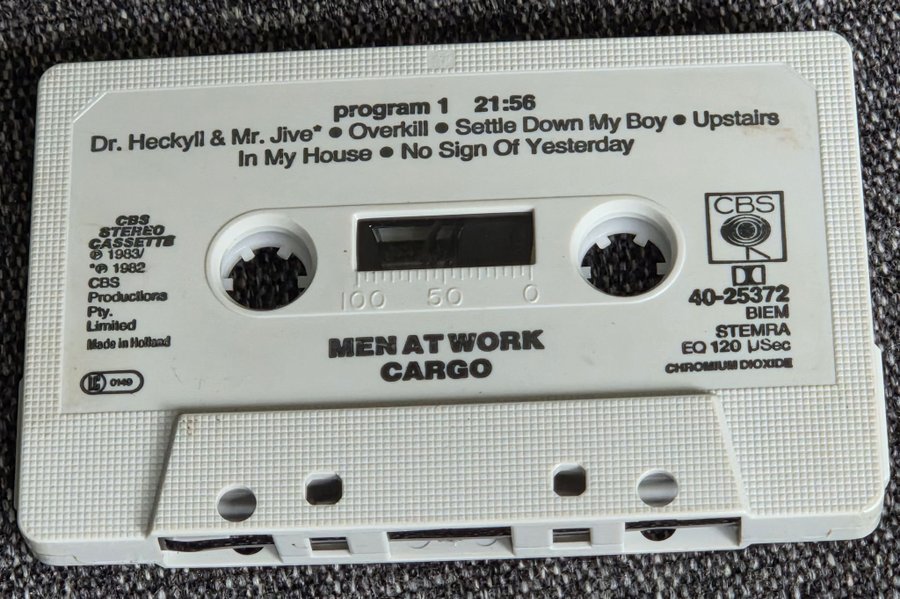 program 1 21:56
Dr. Heckyll & Mr. Jive* ● Overkill ● Settle Down My Boy ● Upstairs
In My House ● No Sign Of Yesterday
CBS
STEREO
CASSETTE
℗ 1983/
*℗ 1982
CBS
Productions
Pty.
Limited
Made in Holland
LC 0149
100 50 0
CBS
40-25372
BIEM
STEMRA
EQ 120 µSec
CHROMIUM DIOXIDE
MEN AT WORK
CARGO